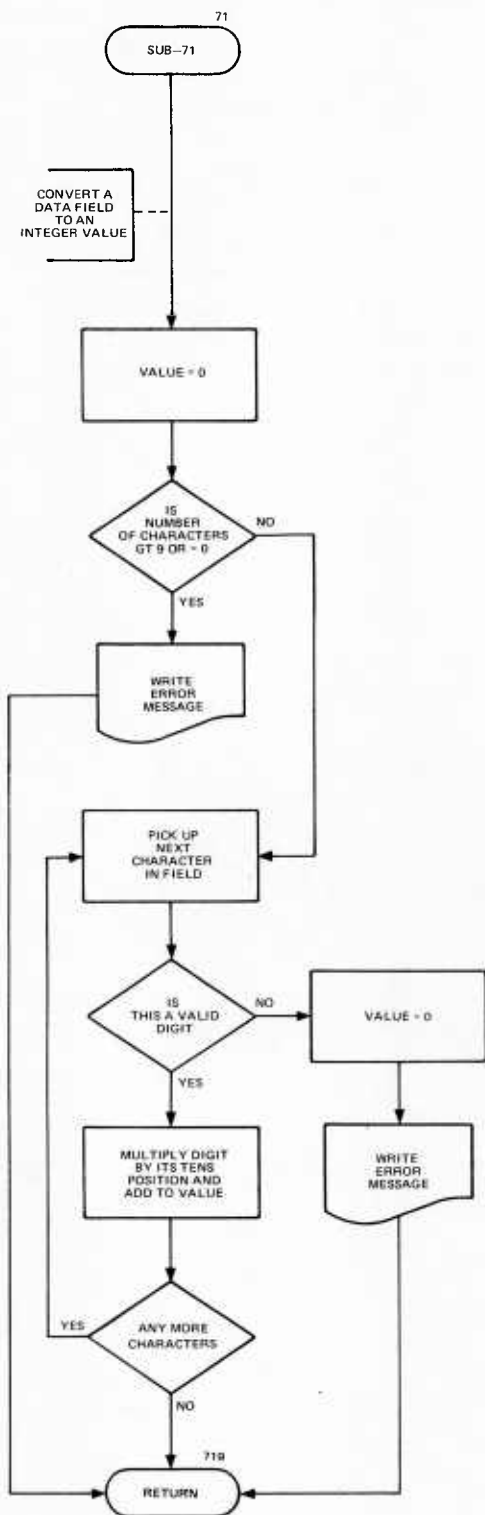 71
SUB-71
CONVERT A
DATA FIELD
TO AN
INTEGER VALUE
VALUE = 0
IS
NUMBER
OF CHARACTERS
GT 9 OR = 0
NO
YES
WRITE
ERROR
MESSAGE
PICK UP
NEXT
CHARACTER
IN FIELD
IS
THIS A VALID
DIGIT
NO
VALUE = 0
YES
MULTIPLY DIGIT
BY ITS TENS
POSITION AND
ADD TO VALUE
WRITE
ERROR
MESSAGE
YES
ANY MORE
CHARACTERS
NO
719
RETURN